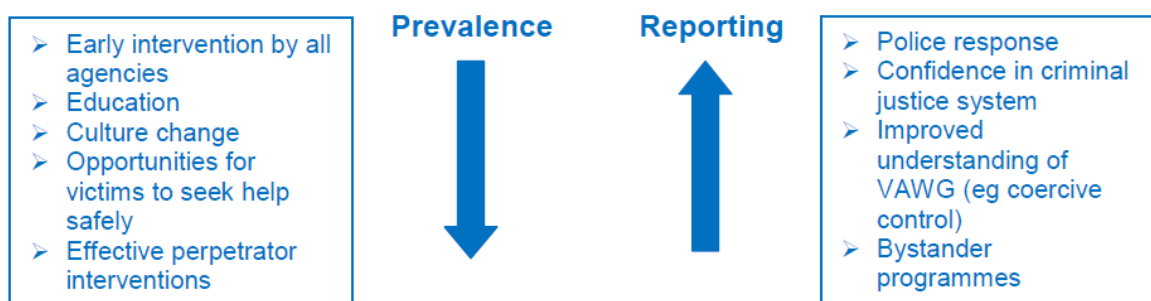 ➢ Early intervention by all
agencies
➢ Education
➢ Culture change
➢ Opportunities for
victims to seek help
safely
➢ Effective perpetrator
interventions
Prevalence
Reporting
➢ Police response
➢ Confidence in criminal
justice system
➢ Improved
understanding of
VAWG (eg coercive
control)
➢ Bystander
programmes